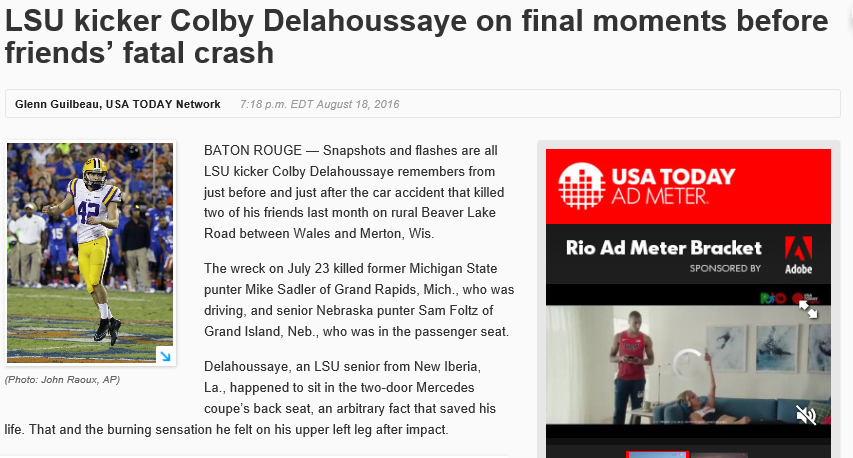 LSU kicker Colby Delahoussaye on final moments before
friends' fatal crash
Glenn Guilbeau, USA TODAY Network 7:18 p.m. EDT August 18, 2016
42
15
(Photo: John Raoux, AP)
BATON ROUGE — Snapshots and flashes are all
LSU kicker Colby Delahoussaye remembers from
just before and just after the car accident that killed
two of his friends last month on rural Beaver Lake
Road between Wales and Merton, Wis.
The wreck on July 23 killed former Michigan State
punter Mike Sadler of Grand Rapids, Mich., who was
driving, and senior Nebraska punter Sam Foltz of
Grand Island, Neb., who was in the passenger seat.
Delahoussaye, an LSU senior from New Iberia,
La., happened to sit in the two-door Mercedes
coupe's back seat, an arbitrary fact that saved his
life. That and the burning sensation he felt on his upper left leg after impact.
USA TODAY
AD METER
Rio Ad Meter Bracket
SPONSORED BY
Adobe